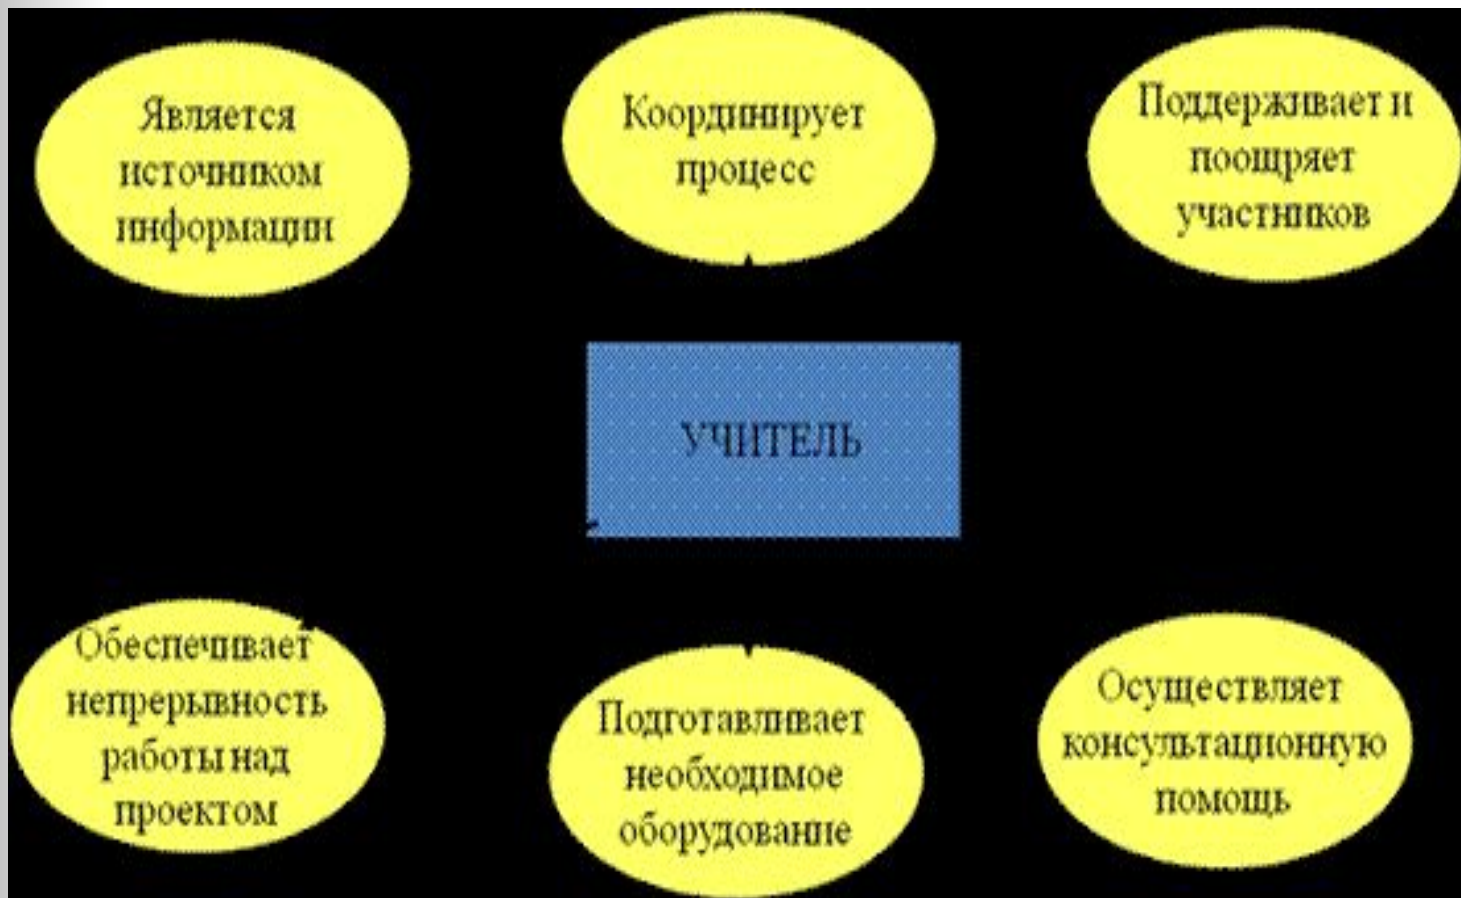 Является
источником
информации
Координирует
процесс
Поддерживает и
поощряет
участников
УЧИТЕЛЬ
Обеспечивает
непрерывность
работы над
проектом
Подготавливает
необходимое
оборудование
Осуществляет
консультационную
помощь